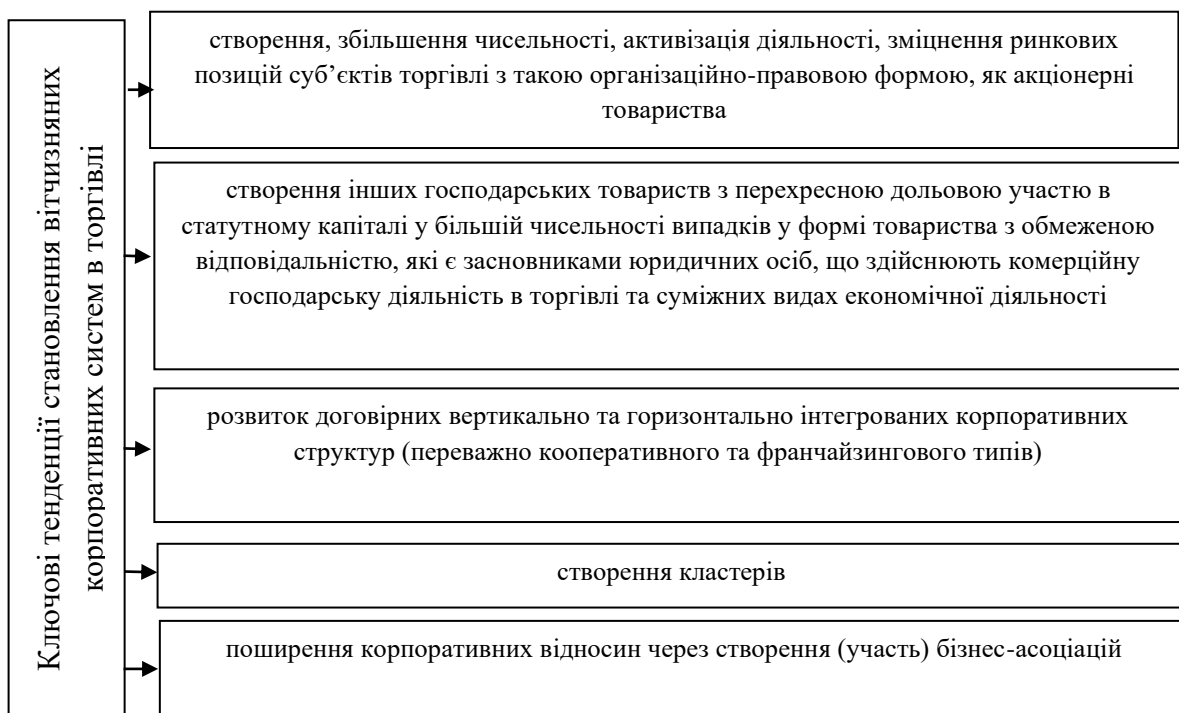 Ключові тенденції становлення вітчизняних
корпоративних систем в торгівлі
створення, збільшення чисельності, активізація діяльності, зміцнення ринкових
позицій суб’єктів торгівлі з такою організаційно-правовою формою, як акціонерні
товариства
створення інших господарських товариств з перехресною дольовою участю в
статутному капіталі у більшій чисельності випадків у формі товариства з обмеженою
відповідальністю, які є засновниками юридичних осіб, що здійснюють комерційну
господарську діяльність в торгівлі та суміжних видах економічної діяльності
розвиток договірних вертикально та горизонтально інтегрованих корпоративних
структур (переважно кооперативного та франчайзингового типів)
створення кластерів
поширення корпоративних відносин через створення (участь) бізнес-асоціацій